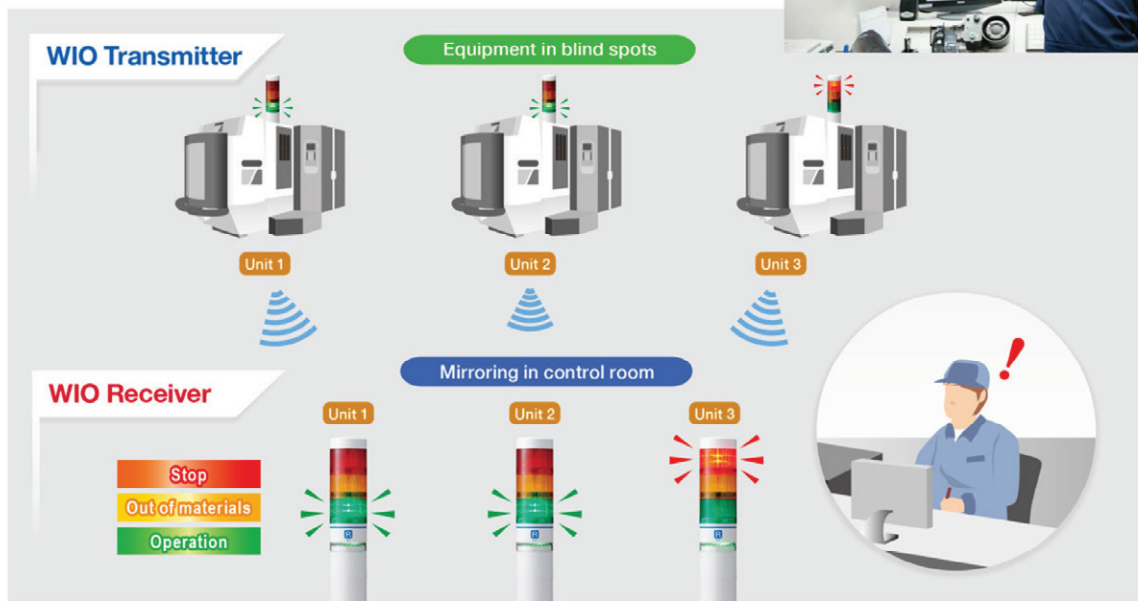 WIO Transmitter
Equipment in blind spots
Unit 1
Unit 2
Unit 3
WIO Receiver
Mirroring in control room
Unit 1
Unit 2
Unit 3
Stop
Out of materials
Operation
R
R
R